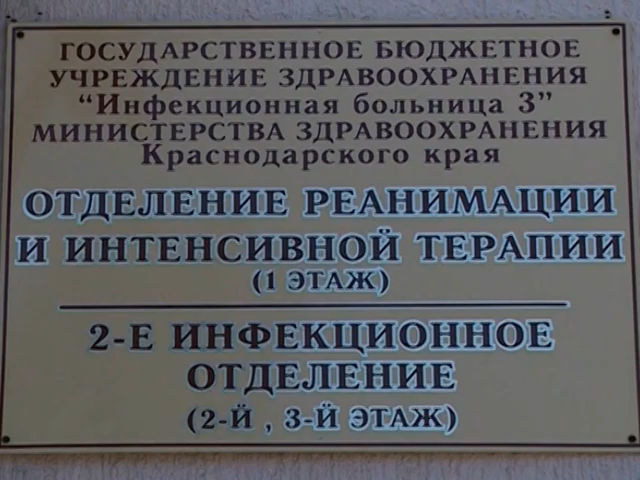 ГОСУДАРСТВЕННОЕ БЮДЖЕТНОЕ
УЧРЕЖДЕНИЕ ЗДРАВООХРАНЕНИЯ
“Инфекционная больница 3”
МИНИСТЕРСТВА ЗДРАВООХРАНЕНИЯ
Краснодарского края
ОТДЕЛЕНИЕ РЕАНИМАЦИИ
И ИНТЕНСИВНОЙ ТЕРАПИИ
(1 ЭТАЖ)
2-Е ИНФЕКЦИОННОЕ
ОТДЕЛЕНИЕ
(2-Й , 3-Й ЭТАЖ)